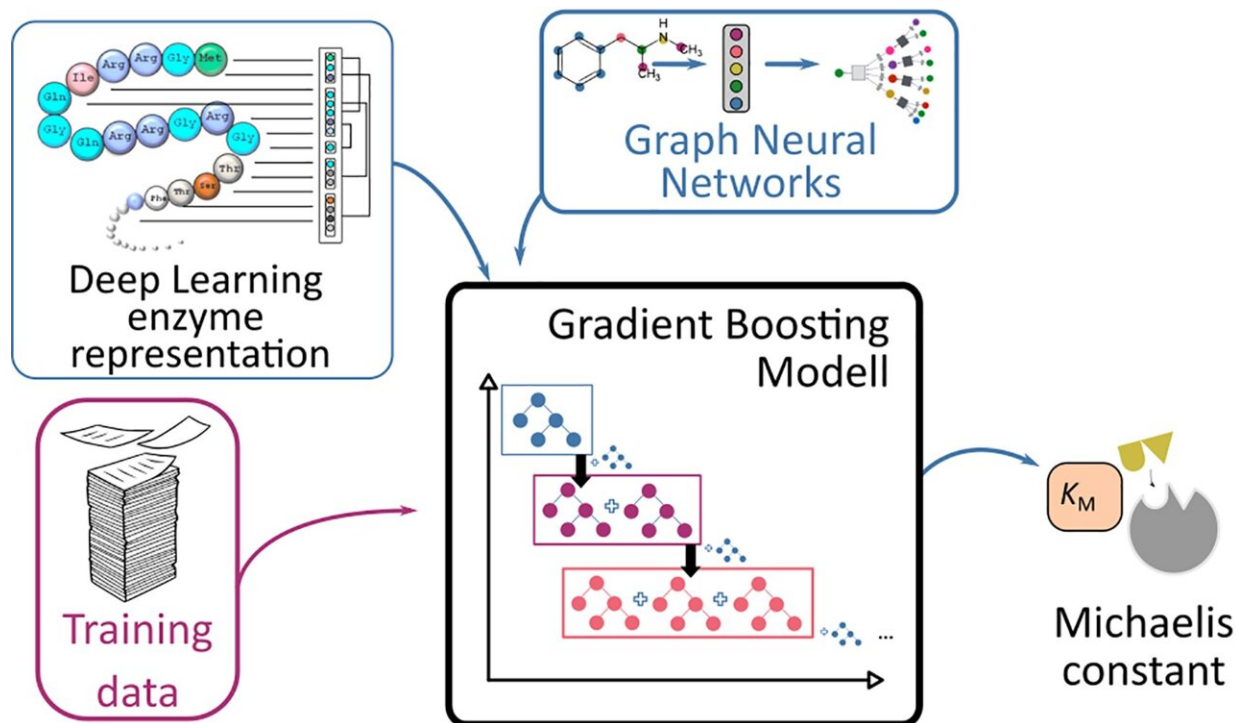 Met
Gly
Arg
Arg
Ile
Gln
Gly
Gln
Arg
Arg
Gly
Arg
Gly
Thr
Ser
Thr
Phe
Deep Learning
enzyme
representation
H
N
CH3
CH3
Graph Neural
Networks
Training
data
Gradient Boosting
Modell
...
KM
Michaelis
constant